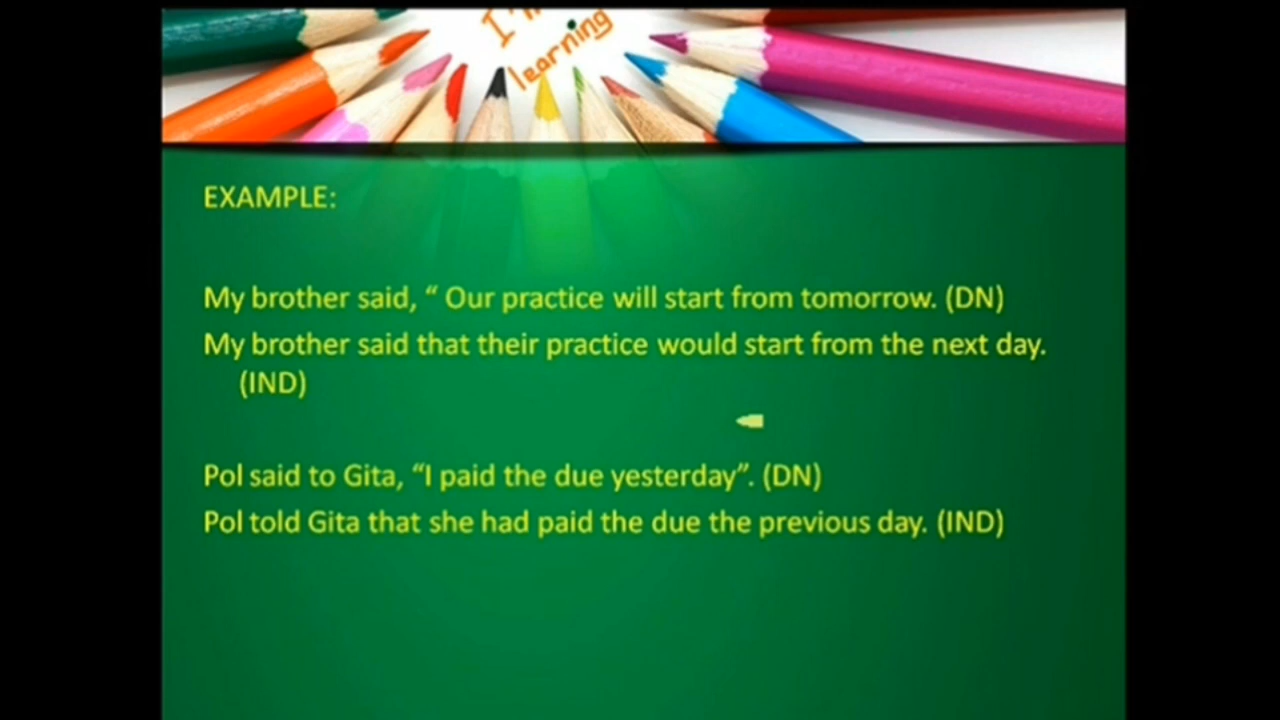 I'm
learning
EXAMPLE:
My brother said, “ Our practice will start from tomorrow. (DN)
My brother said that their practice would start from the next day.
(IND)
Pol said to Gita, “I paid the due yesterday”. (DN)
Pol told Gita that she had paid the due the previous day. (IND)